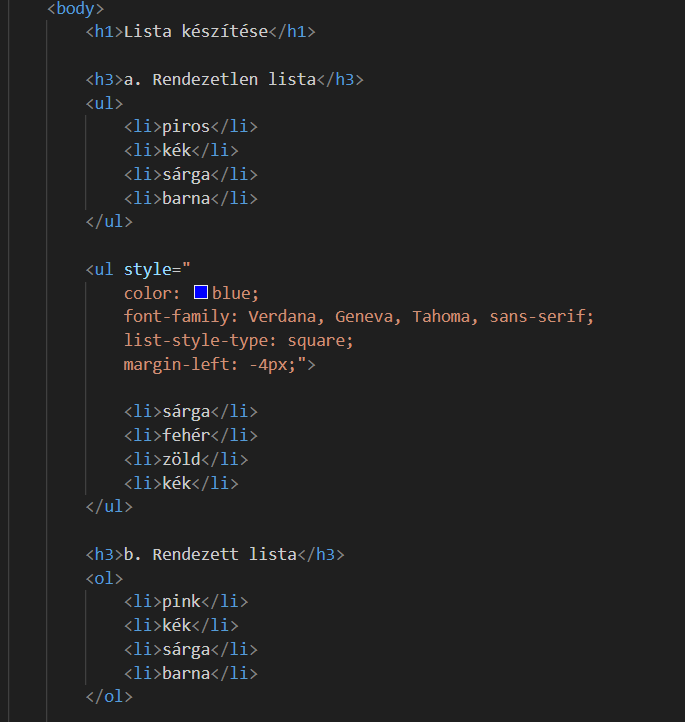 <body>
<h1>Lista készítése</h1>
<h3>a. Rendezetlen lista</h3>
<ul>
<li>piros</li>
<li>kék</li>
<li>sárga</li>
<li>barna</li>
</ul>
<ul style="
color: blue;
font-family: Verdana, Geneva, Tahoma, sans-serif;
list-style-type: square;
margin-left: -4px;">
<li>sárga</li>
<li>fehér</li>
<li>zöld</li>
<li>kék</li>
</ul>
<h3>b. Rendezett lista</h3>
<ol>
<li>pink</li>
<li>kék</li>
<li>sárga</li>
<li>barna</li>
</ol>